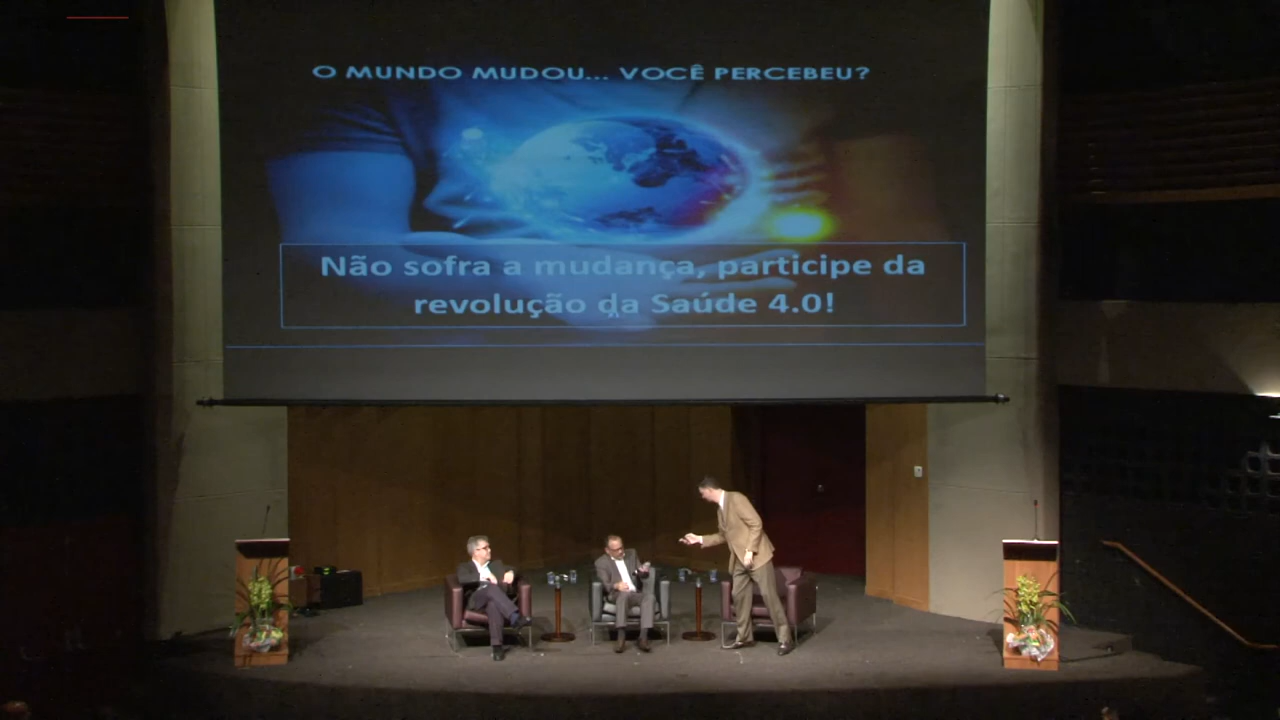 O MUNDO MUDOU... VOCÊ PERCEBEU?
Não sofra a mudança, participe da
revolução da Saúde 4.0!